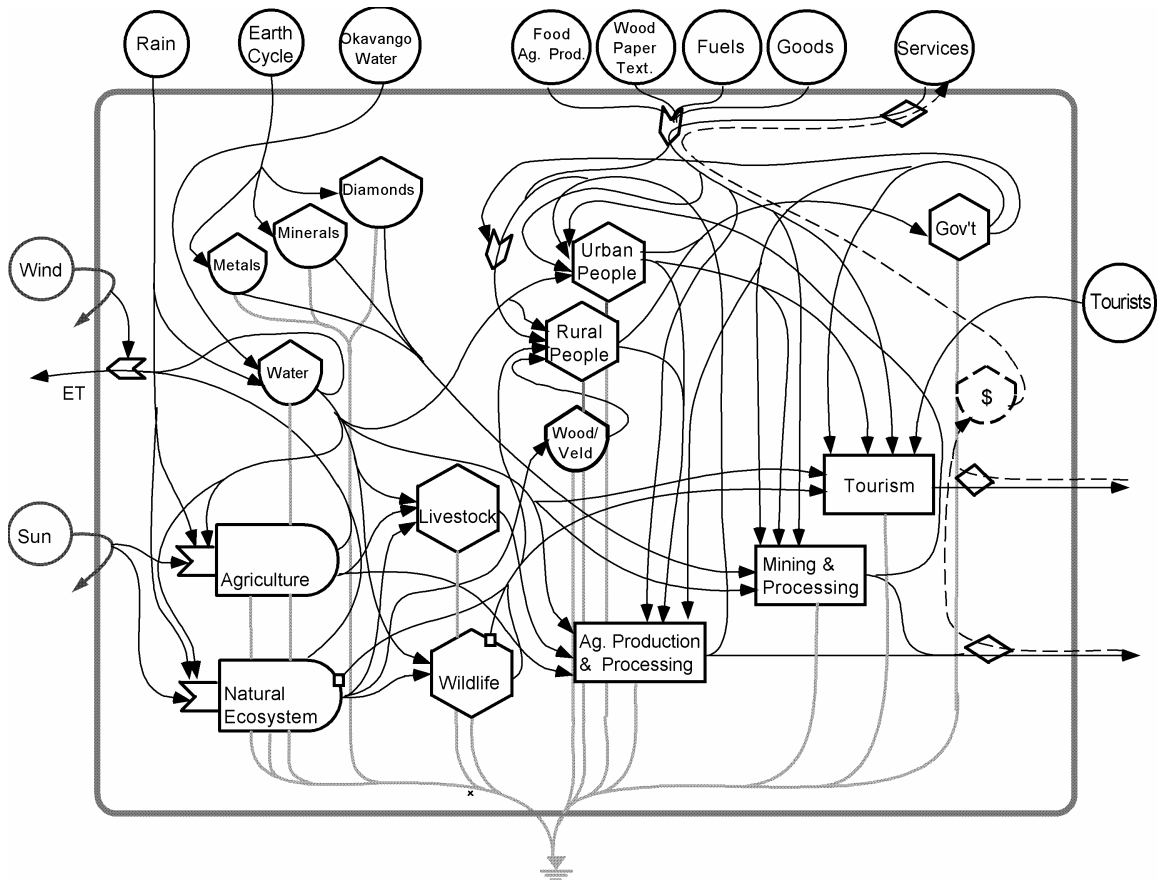 Rain
Earth
Cycle
Okavango
Water
Food
Ag. Prod.
Wood
Paper
Text.
Fuels
Goods
Services
Diamonds
Minerals
Metals
Gov't
Urban
People
Wind
Tourists
Rural
People
Water
ET
$
Wood/
Veld
Tourism
Livestock
Sun
Agriculture
Mining &
Processing
Ag. Production
& Processing
Wildlife
Natural
Ecosystem
x